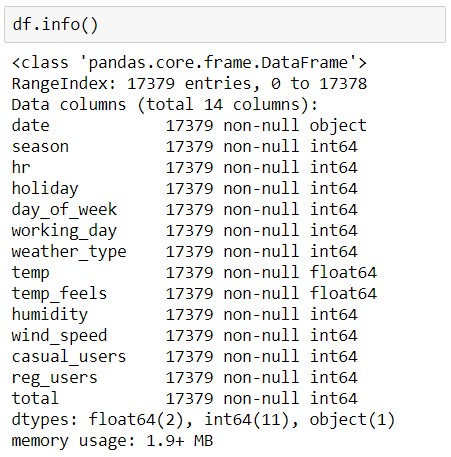 df.info()
<class 'pandas.core.frame.DataFrame'>
RangeIndex: 17379 entries, 0 to 17378
Data columns (total 14 columns):
date            17379 non-null object
season          17379 non-null int64
hr              17379 non-null int64
holiday         17379 non-null int64
day_of_week     17379 non-null int64
working_day     17379 non-null int64
weather_type    17379 non-null int64
temp            17379 non-null float64
temp_feels      17379 non-null float64
humidity        17379 non-null int64
wind_speed      17379 non-null int64
casual_users    17379 non-null int64
reg_users       17379 non-null int64
total           17379 non-null int64
dtypes: float64(2), int64(11), object(1)
memory usage: 1.9+ MB